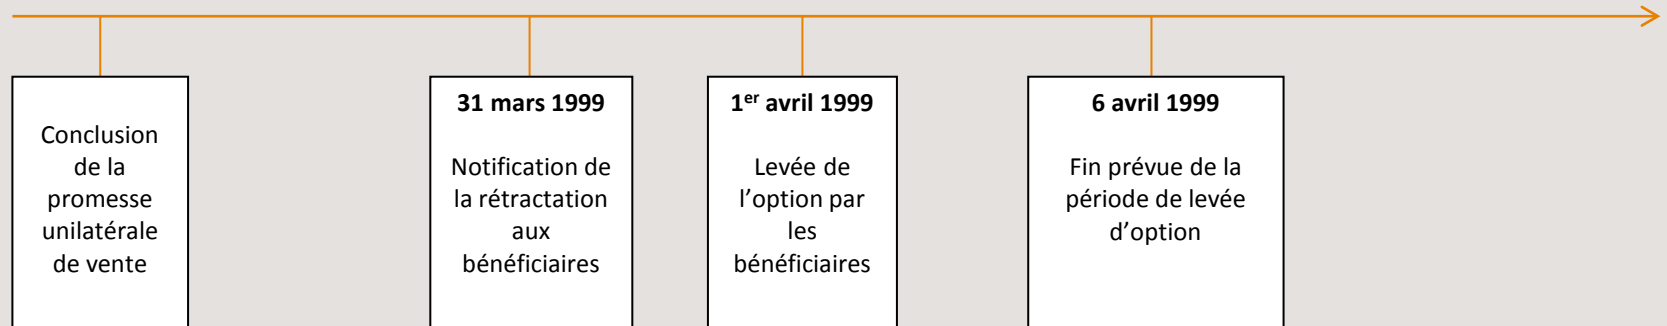 Conclusion
de la
promesse
unilatérale
de vente
31 mars 1999
Notification de
la rétractation
aux
bénéficiaires
1er avril 1999
Levée de
l’option par
les
bénéficiaires
6 avril 1999
Fin prévue de la
période de levée
d’option